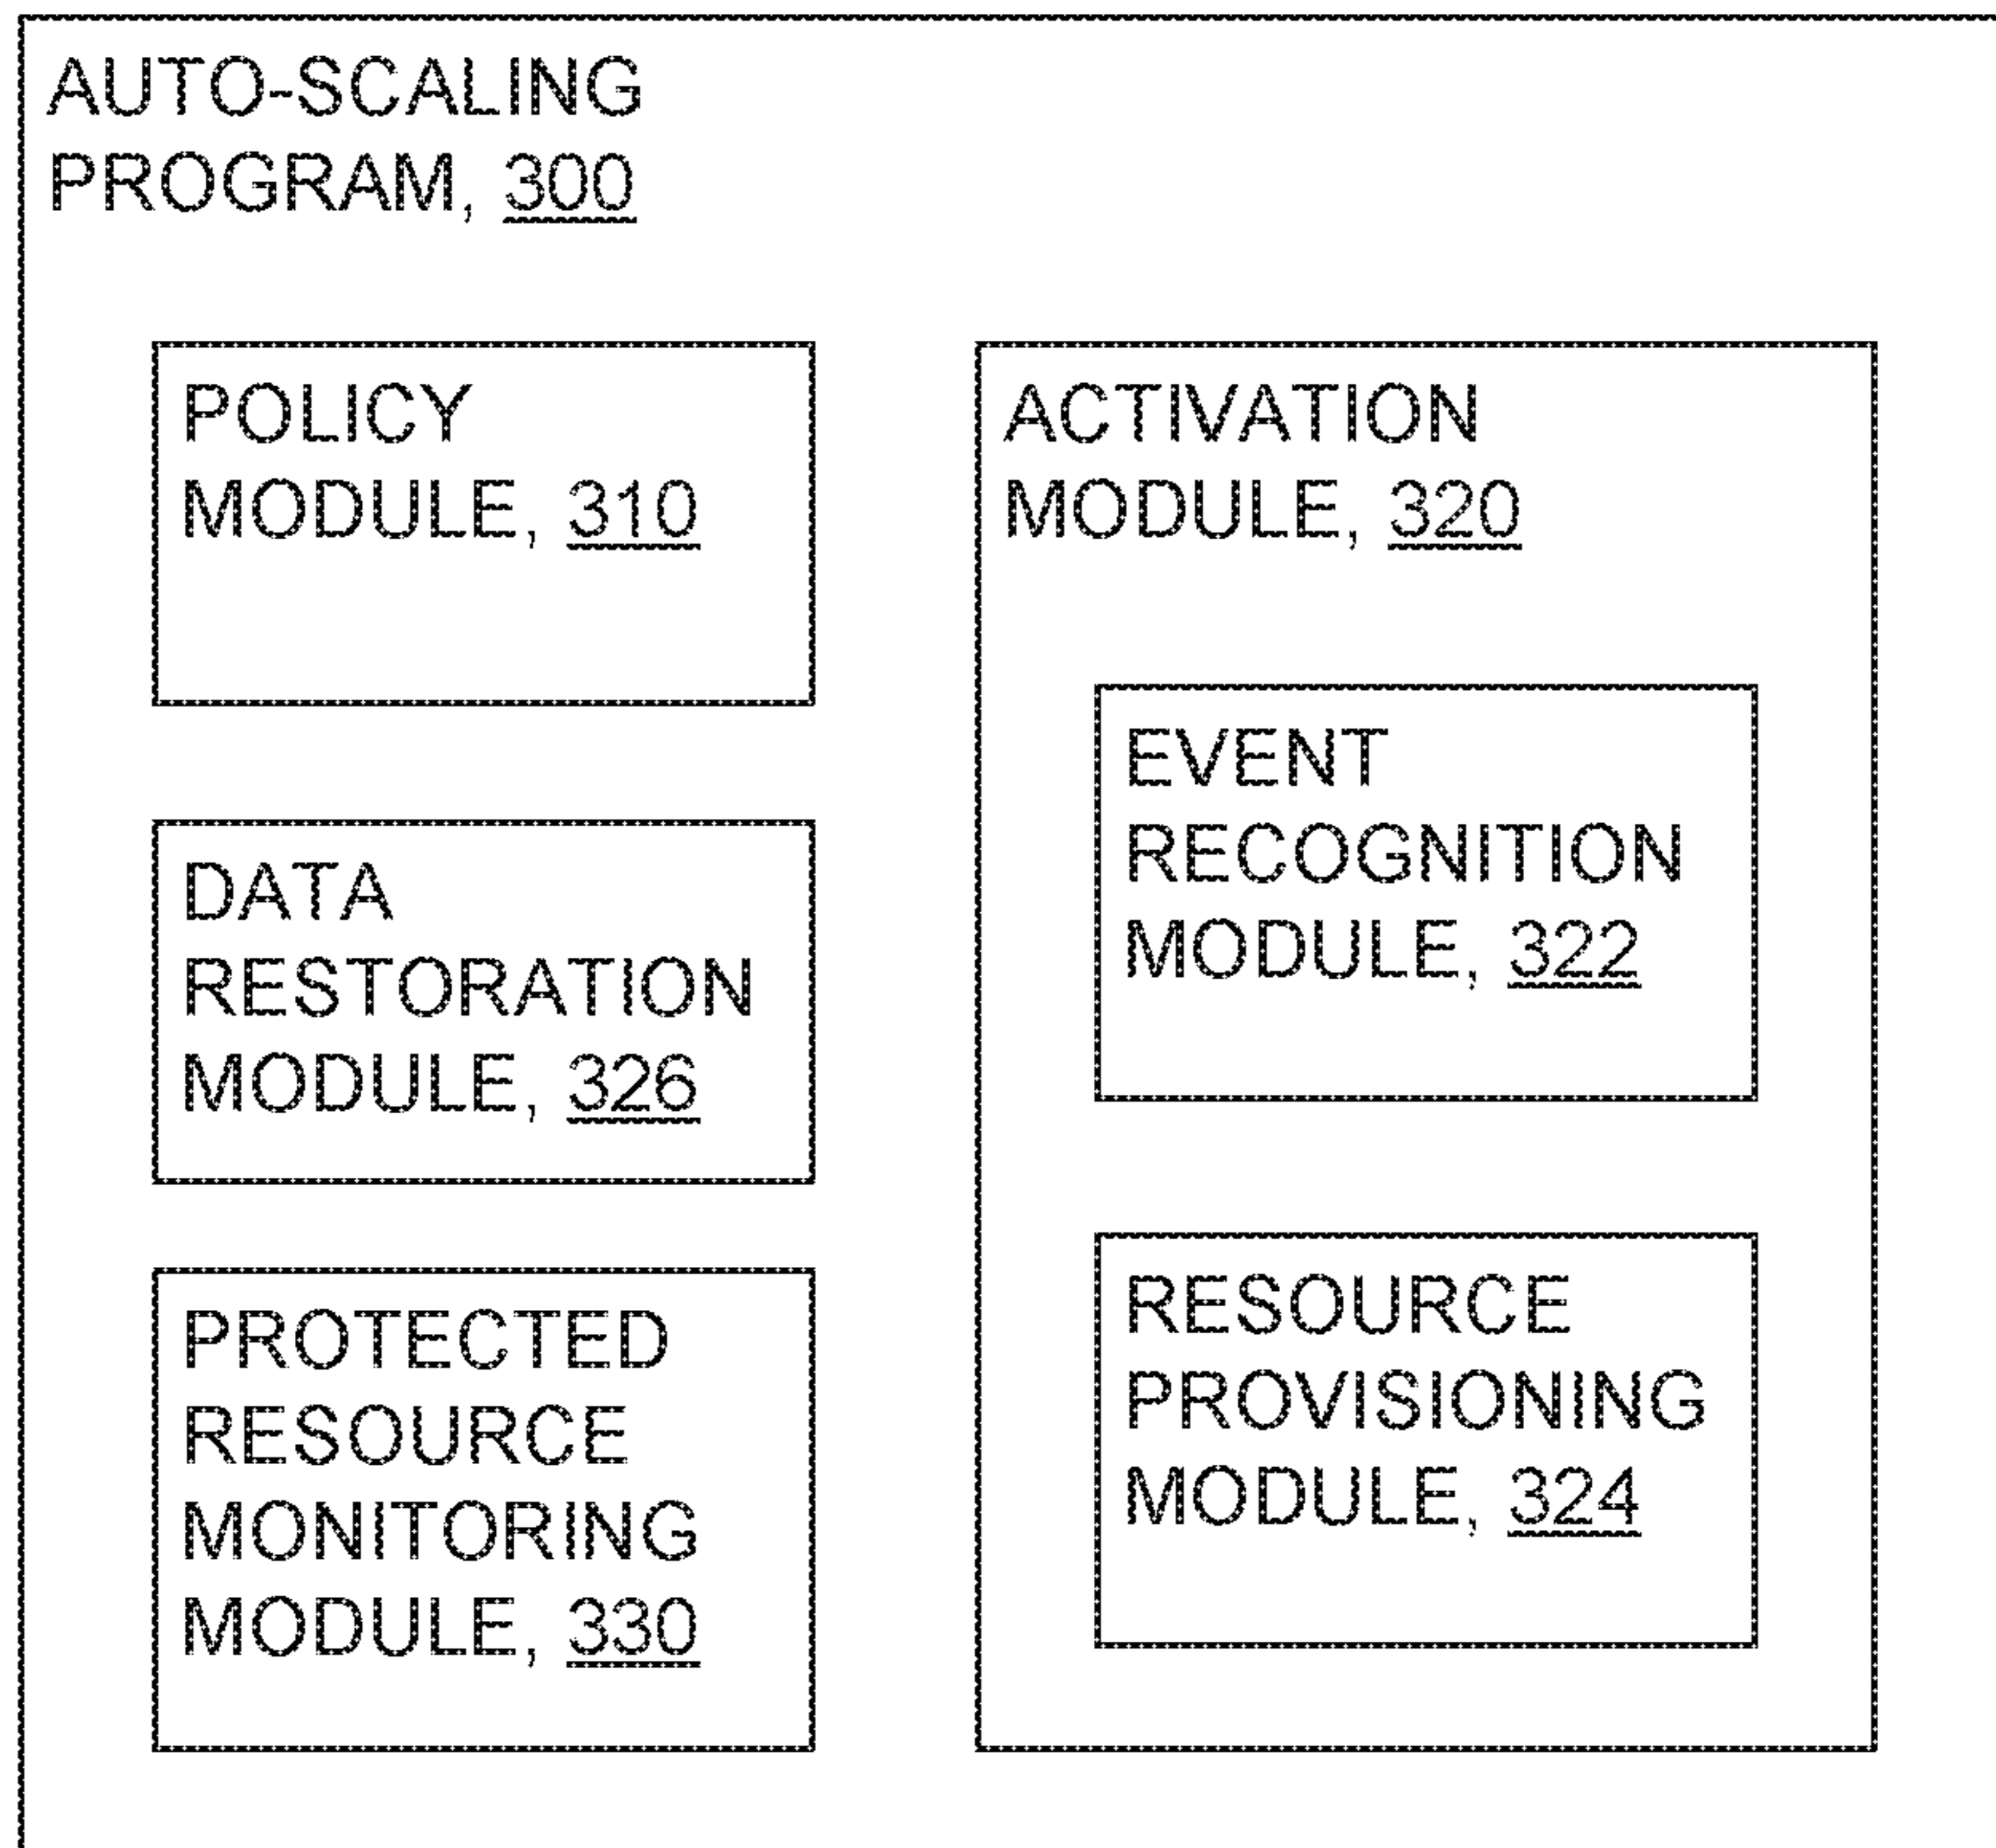 AUTO-SCALING
PROGRAM, 300
POLICY
MODULE, 310
DATA
RESTORATION
MODULE, 326
PROTECTED
RESOURCE
MONITORING
MODULE, 330
ACTIVATION
MODULE, 320
EVENT
RECOGNITION
MODULE, 322
RESOURCE
PROVISIONING
MODULE, 324